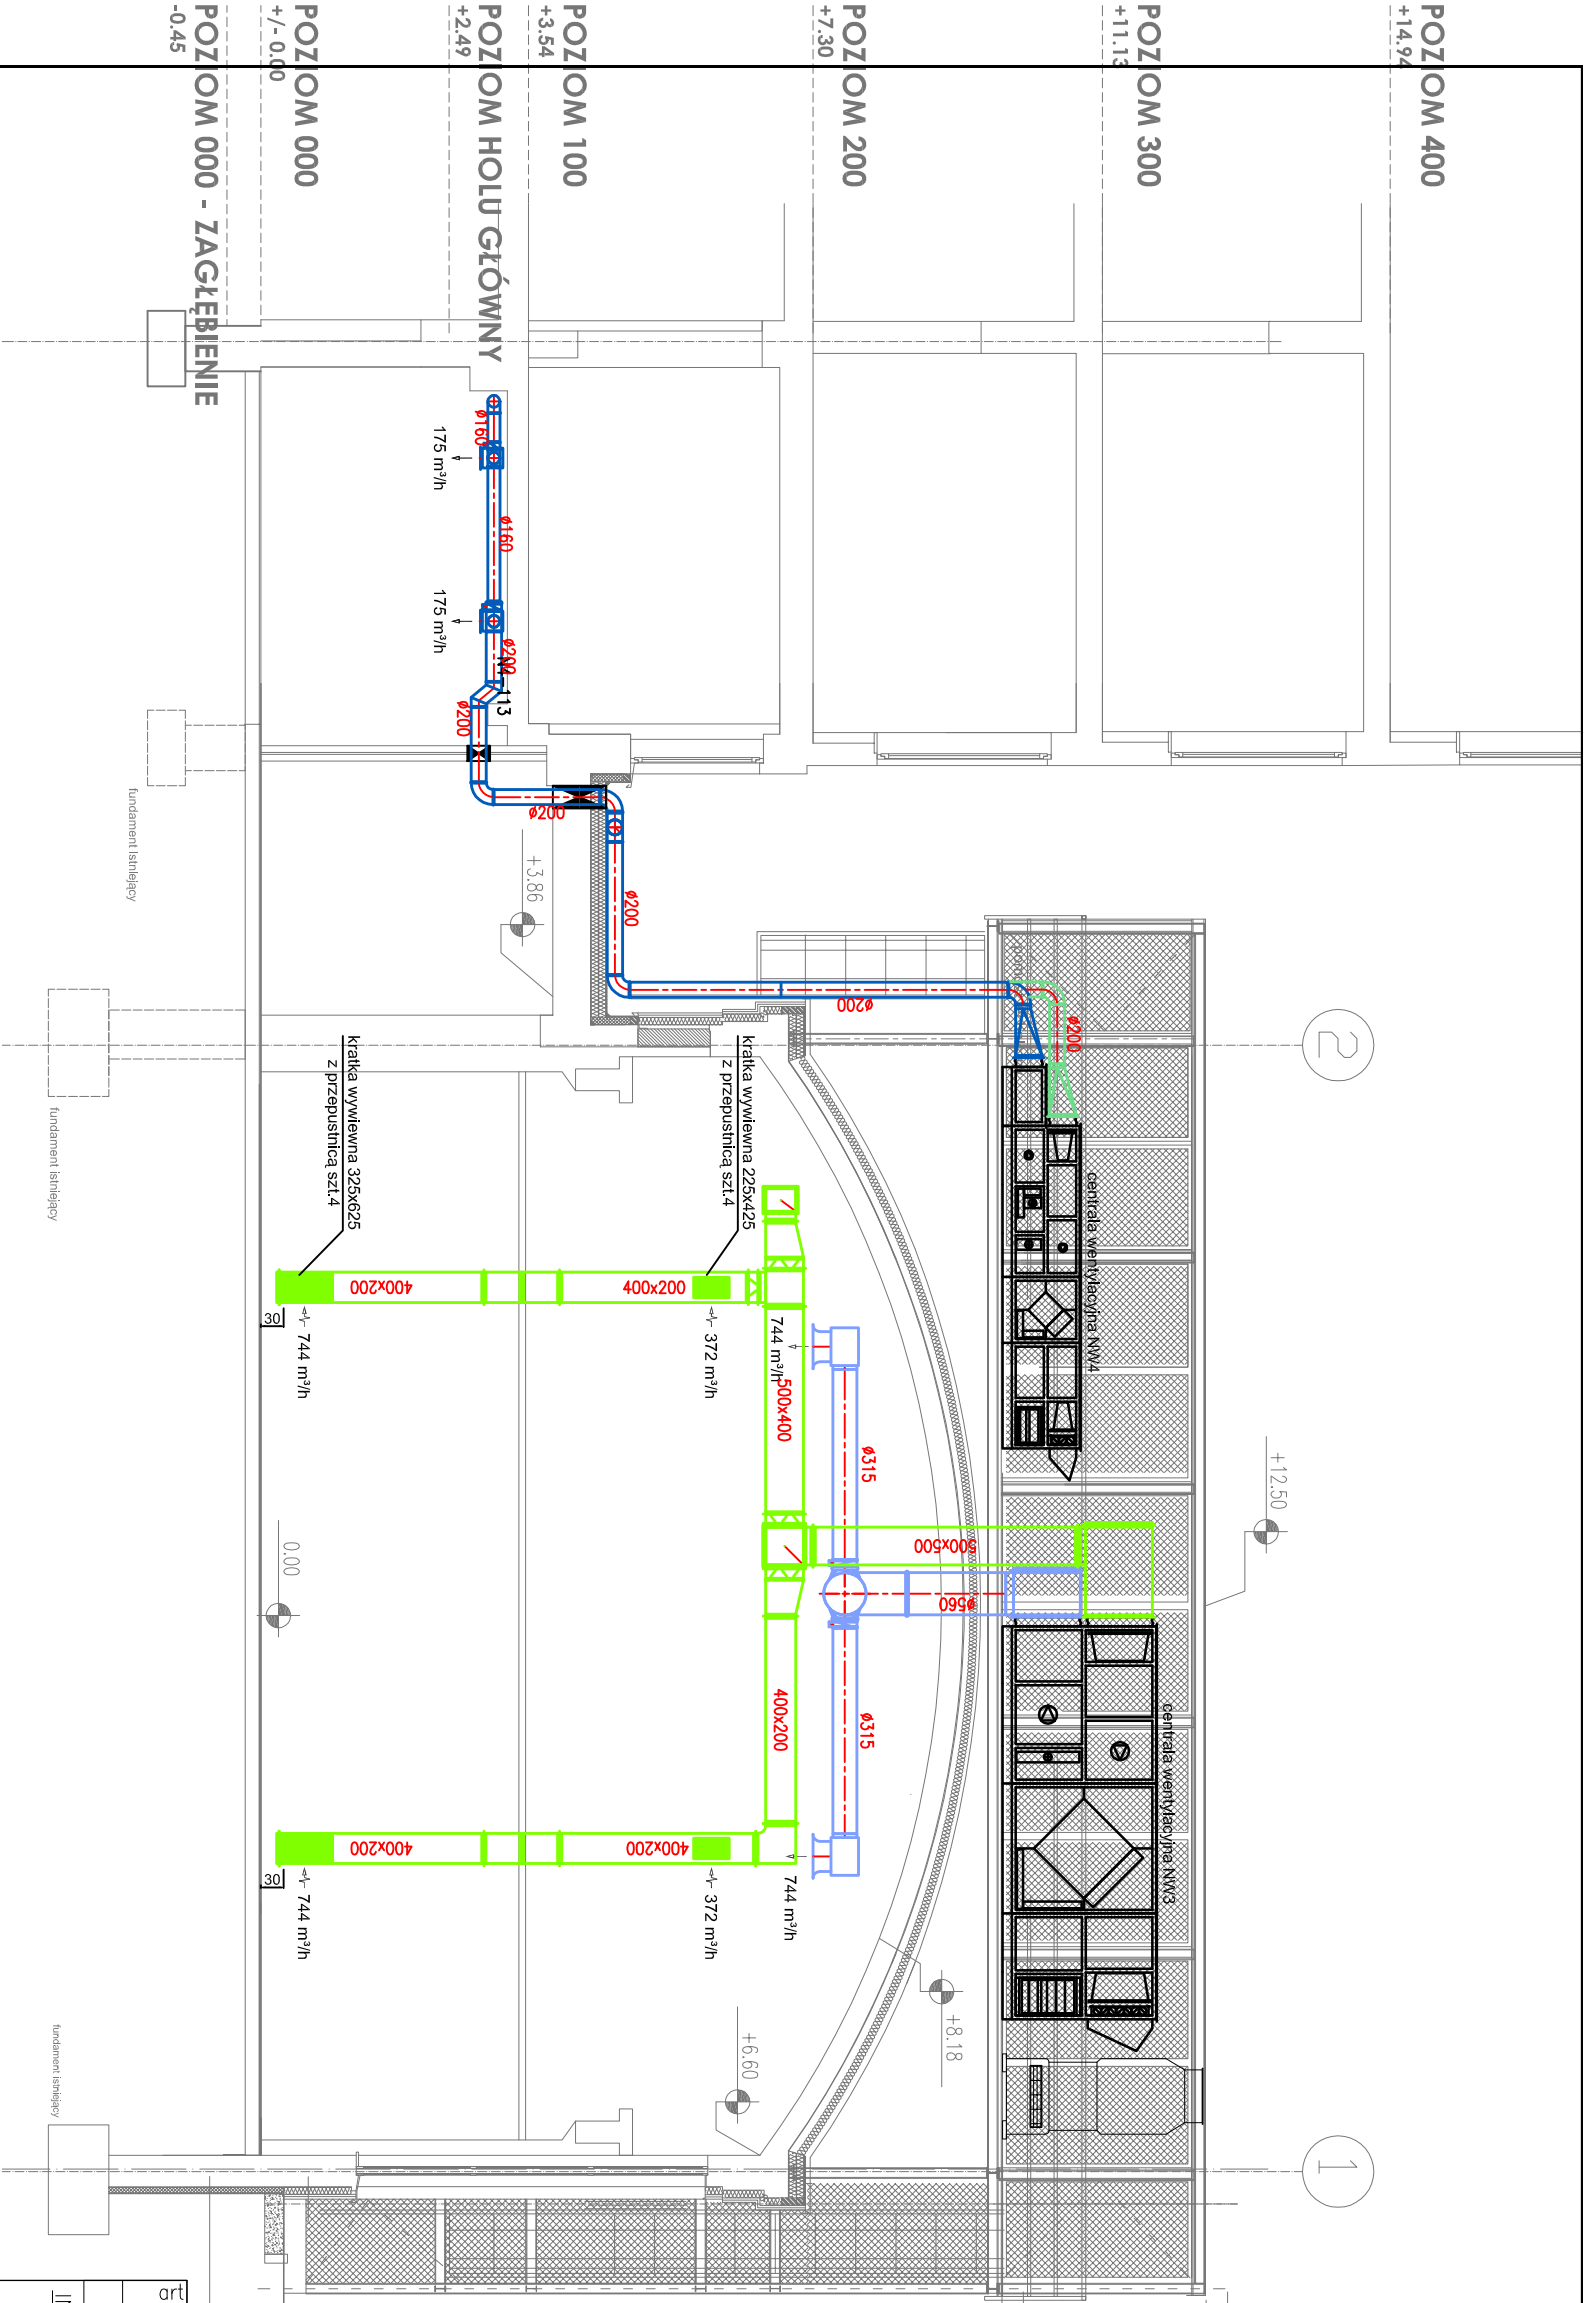 POZIOM 400
+14.94
POZIOM 300
+11.13
POZIOM 200
+7.30
POZIOM 100
+3.54
POZIOM HOLU GŁÓWNY
+2.49
POZIOM 000
+/- 0.00
POZIOM 000 - ZAGŁĘBIENIE
-0.45
ø160
175 m³/h
ø160
175 m³/h
ø200
ø200
ø200
+3.86
ø200
ø200
ø200
fundament istniejący
fundament istniejący
fundament istniejący
2
1
centrala wentylacyjna NW4
centrala wentylacyjna NW3
+12.50
kratka wywiewna 225x425
z przepustnicą szt.4
kratka wywiewna 325x625
z przepustnicą szt.4
400x200
400x200
372 m³/h
744 m³/h
30
744 m³/h
500x400
ø315
500x500
ø560
ø315
400x200
0.00
400x200
400x200
744 m³/h
372 m³/h
744 m³/h
30
+8.18
+6.60
art